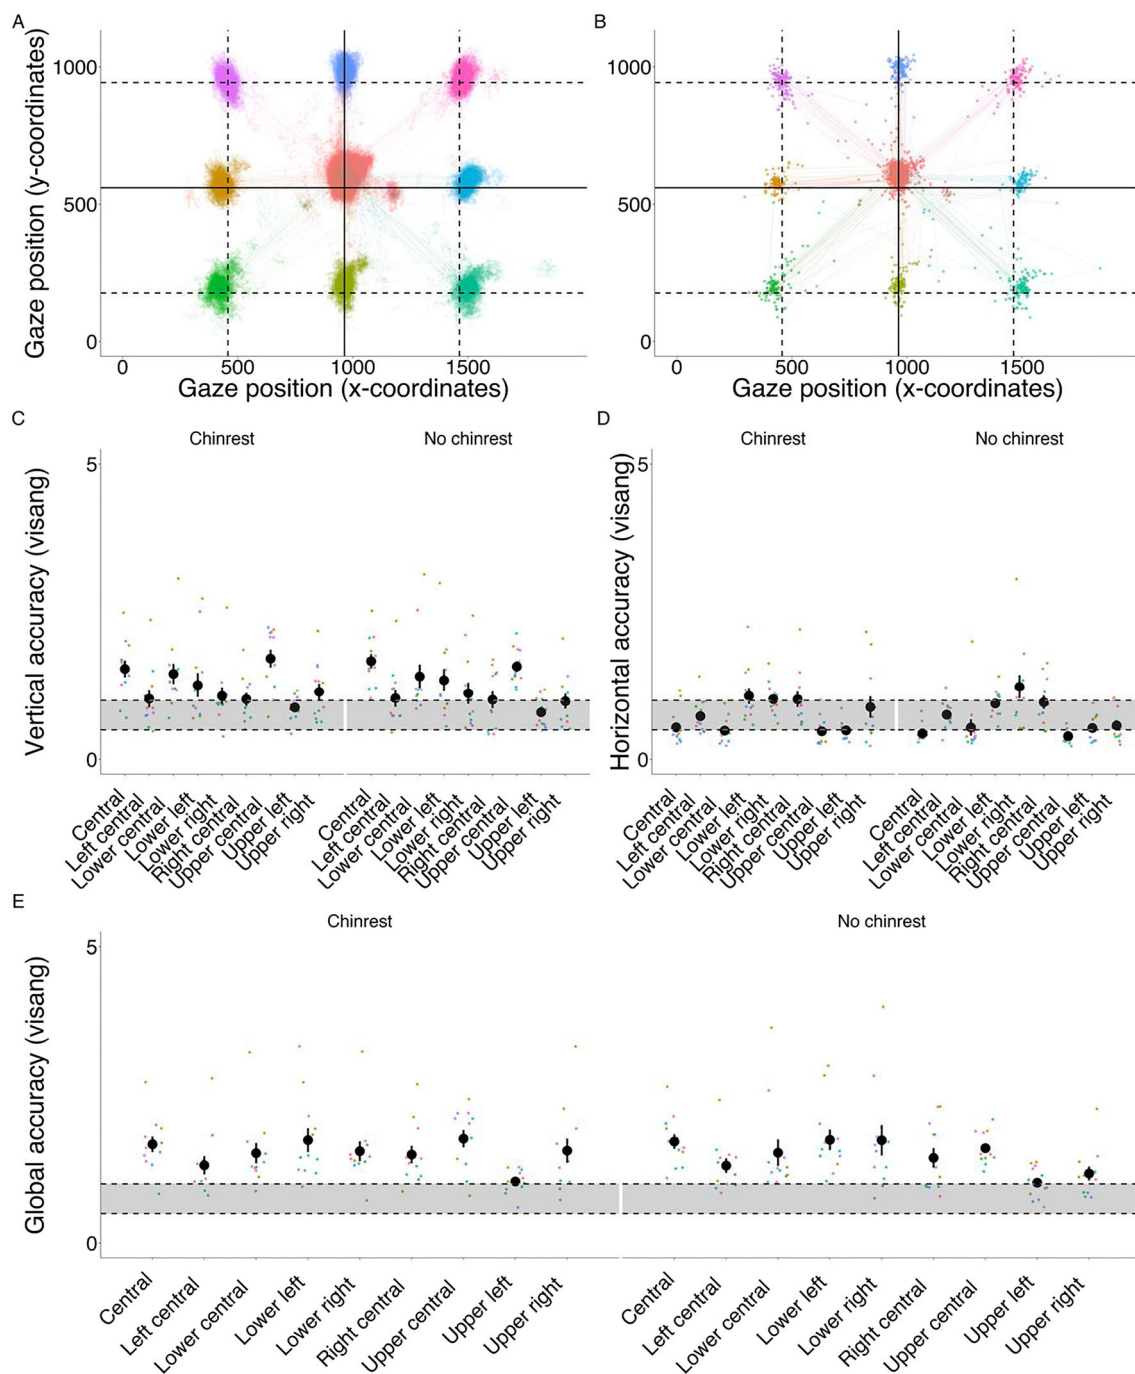 A
B
Gaze position (y-coordinates)
1000
500
0
0
500
1000
1500
Gaze position (x-coordinates)
1000
500
0
0
500
1000
1500
Gaze position (x-coordinates)
C
D
Chinrest
No chinrest
Vertical accuracy (visang)
5
0
Central
Left central
Lower central
Lower left
Lower right
Right central
Upper central
Upper left
Upper right
Central
Left central
Lower central
Lower left
Lower right
Right central
Upper central
Upper left
Upper right
Chinrest
No chinrest
Horizontal accuracy (visang)
5
0
Central
Left central
Lower central
Lower left
Lower right
Right central
Upper central
Upper left
Upper right
Central
Left central
Lower central
Lower left
Lower right
Right central
Upper central
Upper left
Upper right
E
Chinrest
No chinrest
Global accuracy (visang)
5
0
Central
Left central
Lower central
Lower left
Lower right
Right central
Upper central
Upper left
Upper right
Central
Left central
Lower central
Lower left
Lower right
Right central
Upper central
Upper left
Upper right